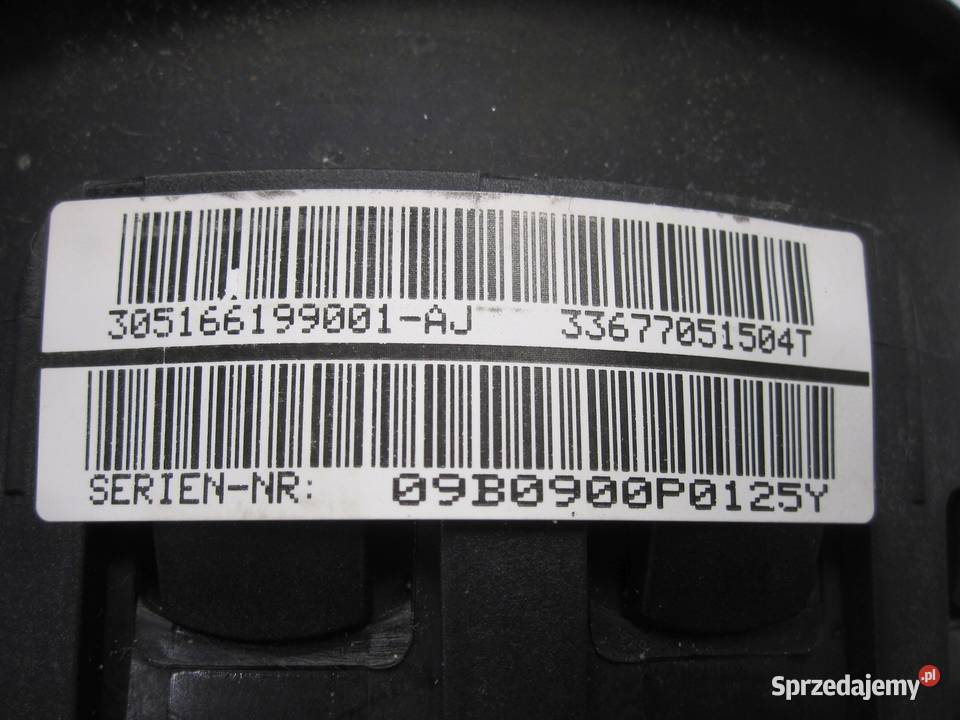 305166199001-AJ 33677051504T
SERIEN-NR: 09B0900P0125Y
Sprzedajemy.pl